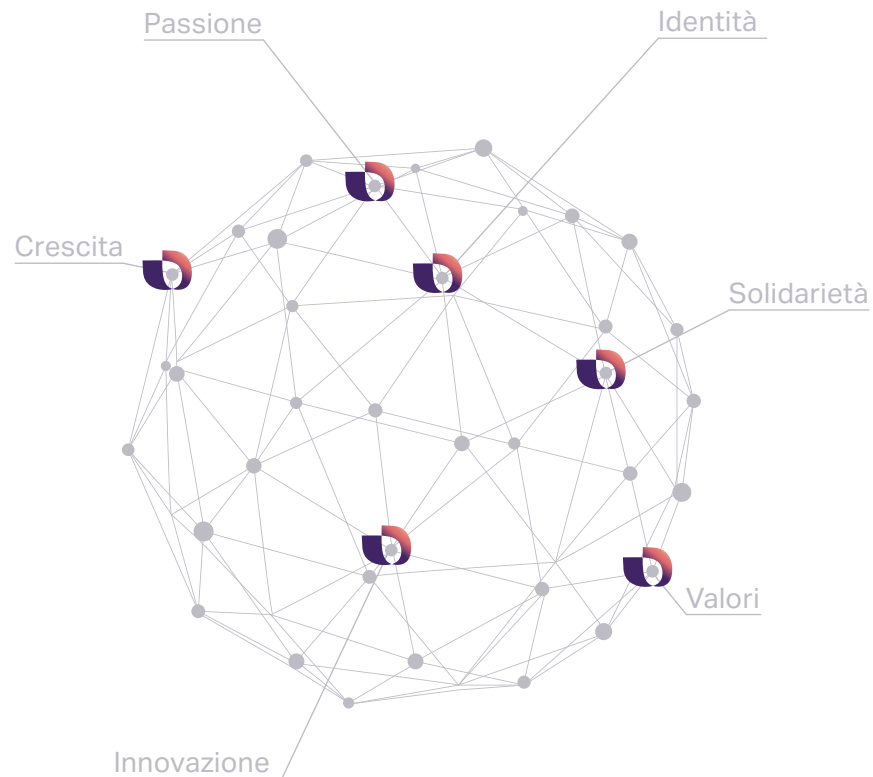 Passione
Identità
Crescita
Solidarietà
Valori
Innovazione